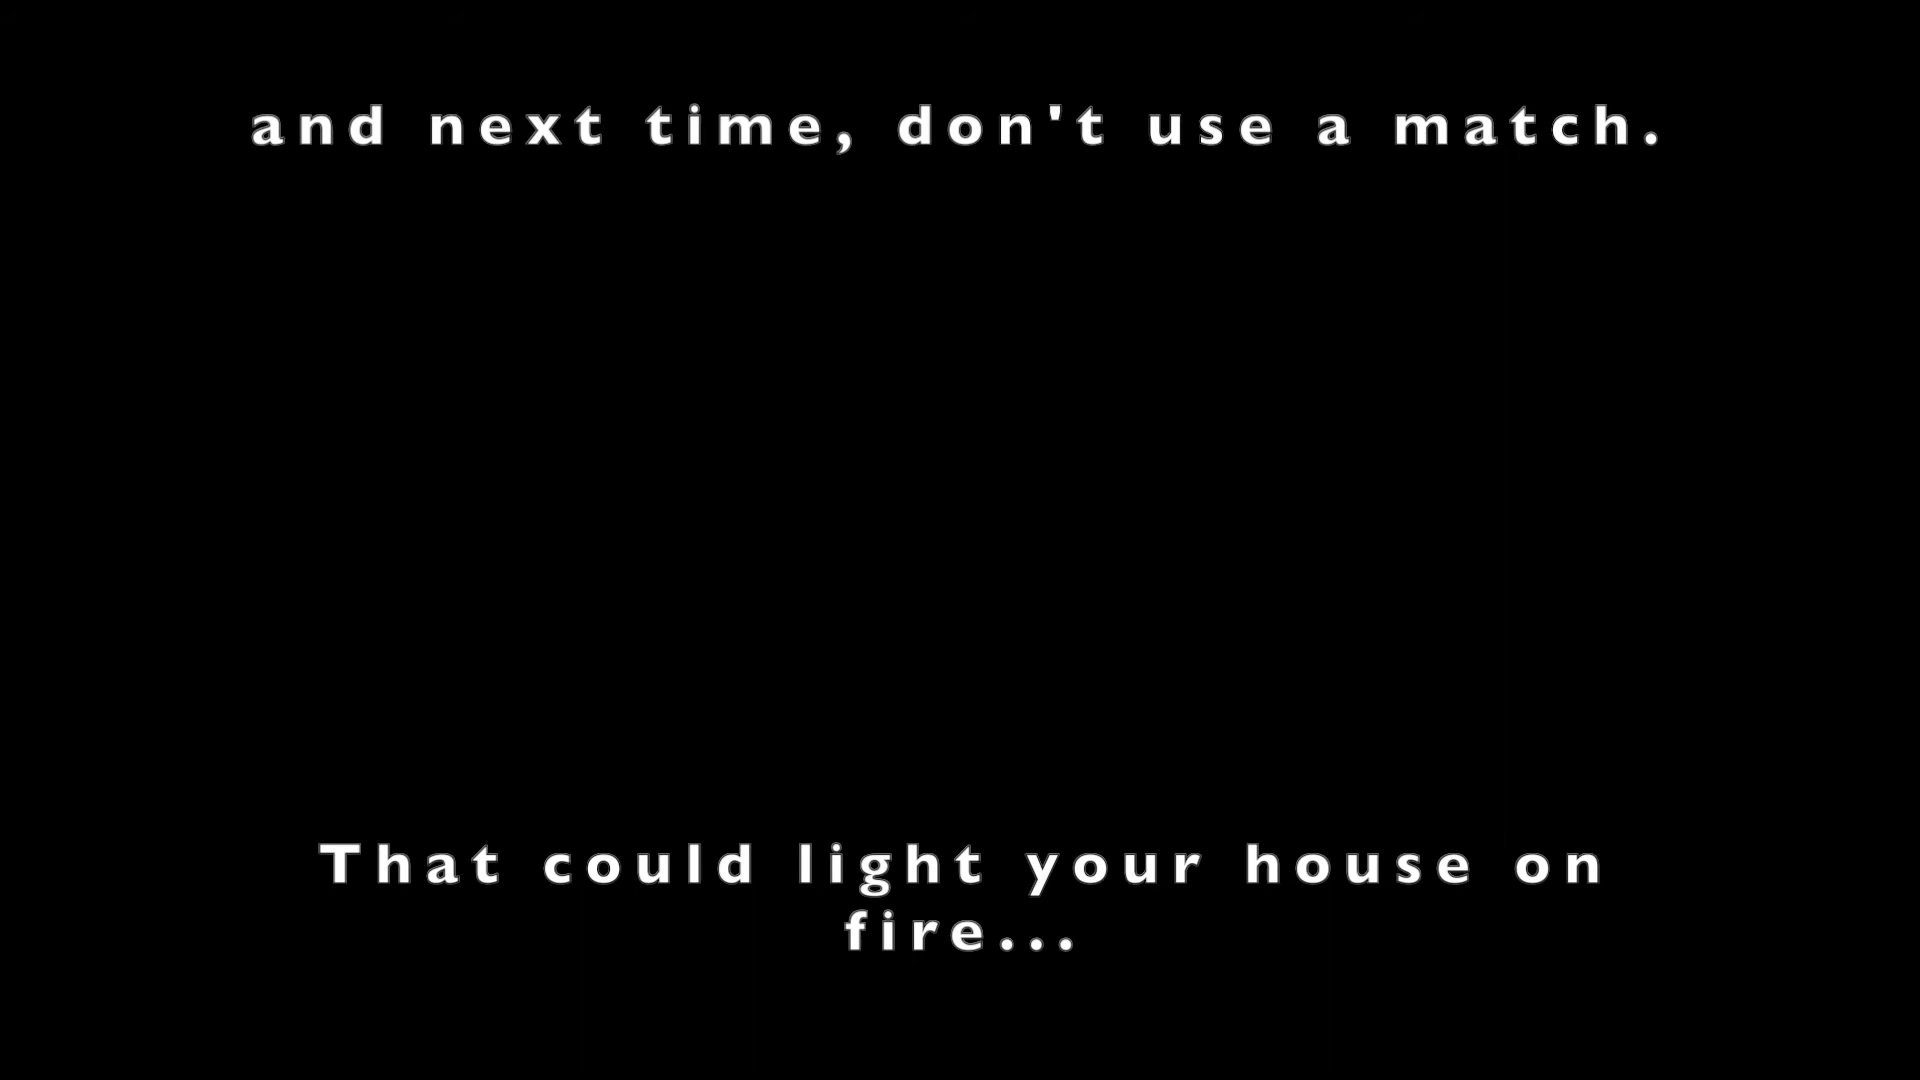 and next time, don't use a match.
That could light your house on
fire...